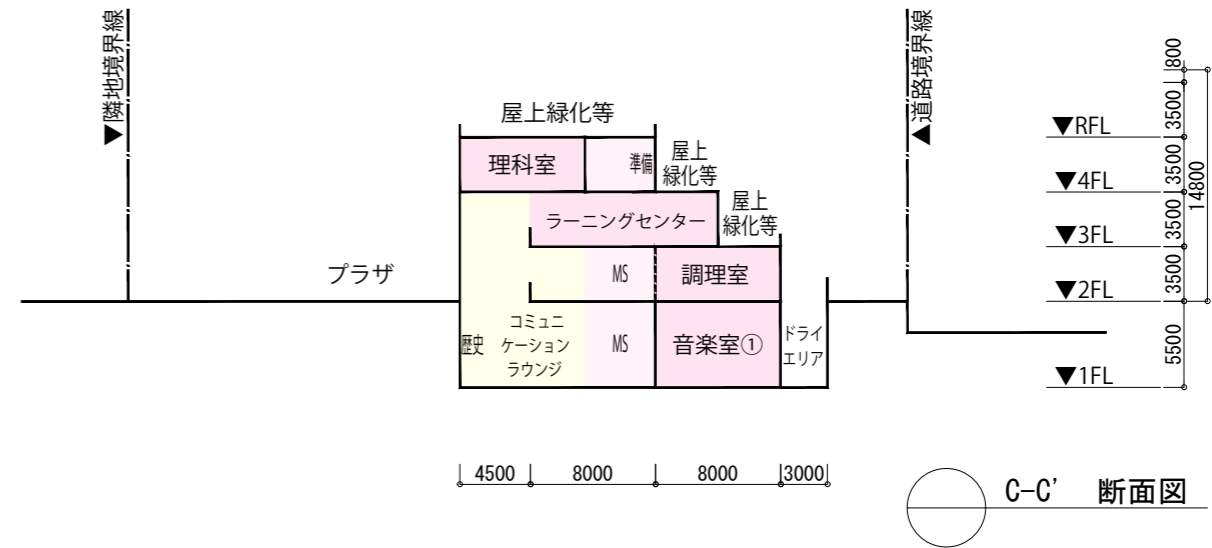 ▼隣地境界線
▼道路境界線
屋上緑化等
理科室
準備
屋上
緑化等
屋上
緑化等
ラーニングセンター
プラザ
MS
調理室
歴史
コミュニ
ケーション
ラウンジ
MS
音楽室①
ドライ
エリア
▼RFL
▼4FL
▼3FL
▼2FL
▼1FL
800
3500
3500
3500
3500
5500
14800
4500
8000
8000
3000
C-C' 断面図